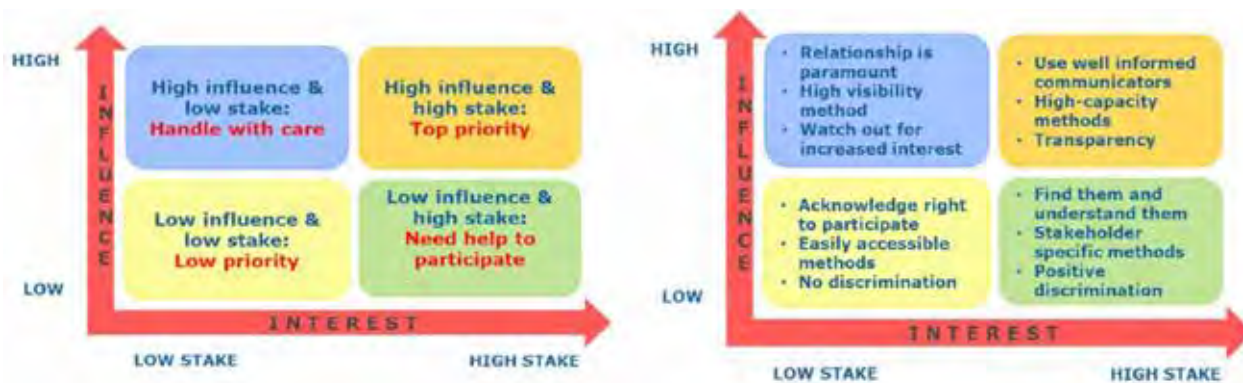 HIGH
INFLUENCE
High influence &
low stake:
Handle with care
High influence &
high stake:
Top priority
Low influence &
low stake:
Low priority
Low influence &
high stake:
Need help to
participate
LOW
INTEREST
LOW STAKE
HIGH STAKE
HIGH
INFLUENCE
• Relationship is
paramount
• High visibility
method
• Watch out for
increased interest
• Use well informed
communicators
• High-capacity
methods
• Transparency
• Acknowledge right
to participate
• Easily accessible
methods
• No discrimination
• Find them and
understand them
• Stakeholder
specific methods
• Positive
discrimination
LOW
INTEREST
LOW STAKE
HIGH STAKE